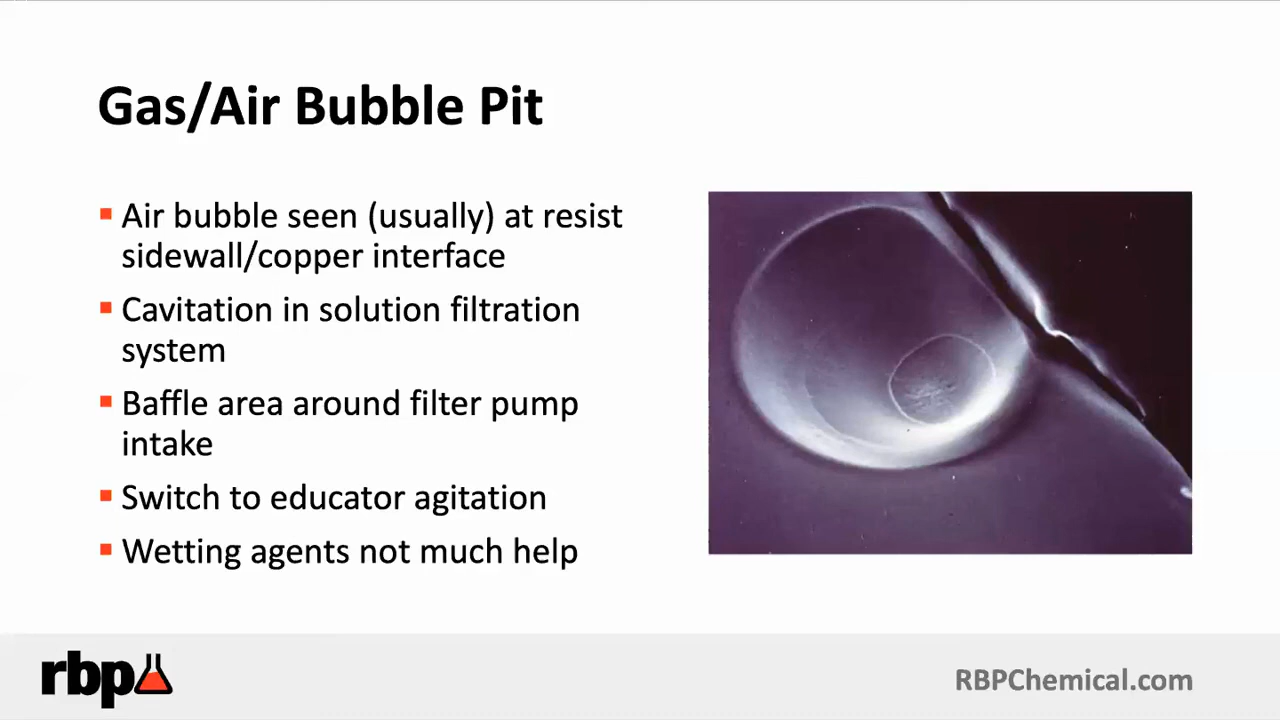 Gas/Air Bubble Pit
Air bubble seen (usually) at resist
sidewall/copper interface
Cavitation in solution filtration
system
Baffle area around filter pump
intake
Switch to educator agitation
Wetting agents not much help
rbp
RBPChemical.com